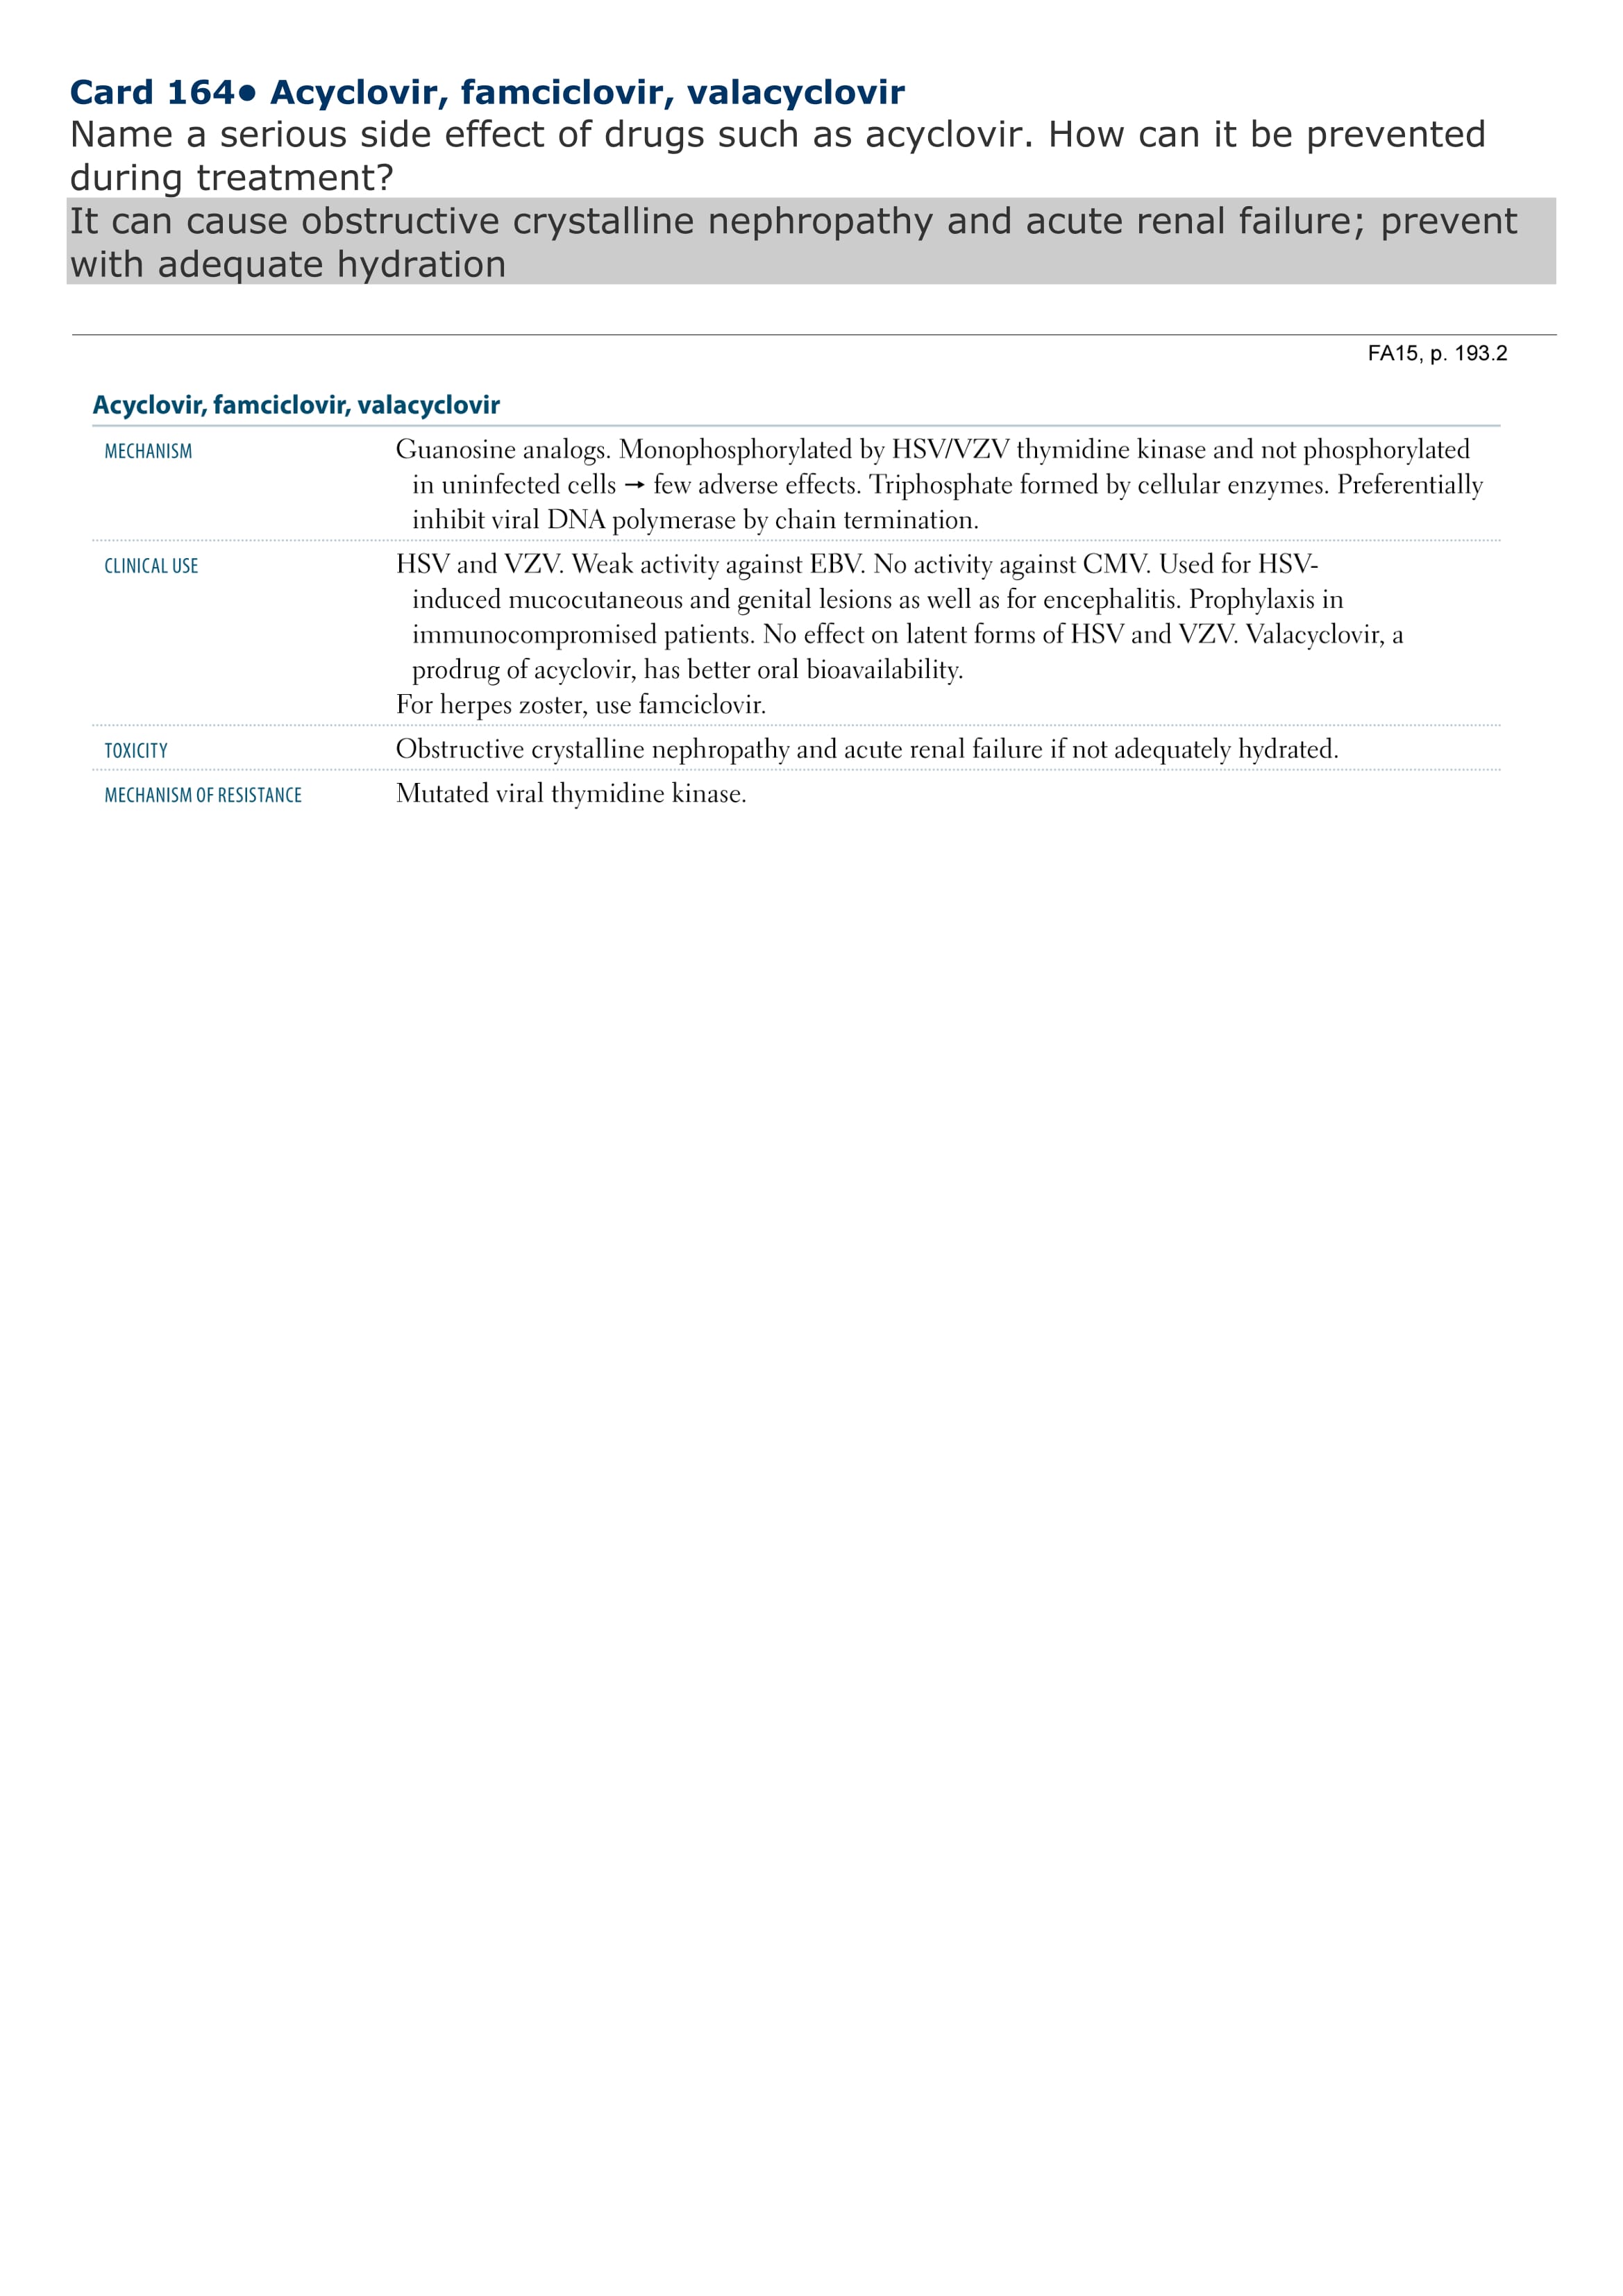 Card 164• Acyclovir, famciclovir, valacyclovir
Name a serious side effect of drugs such as acyclovir. How can it be prevented
during treatment?
It can cause obstructive crystalline nephropathy and acute renal failure; prevent
with adequate hydration
FA15, p. 193.2
Acyclovir, famciclovir, valacyclovir
MECHANISM Guanosine analogs. Monophosphorylated by HSV/VZV thymidine kinase and not phosphorylated
in uninfected cells → few adverse effects. Triphosphate formed by cellular enzymes. Preferentially
inhibit viral DNA polymerase by chain termination.
CLINICAL USE HSV and VZV. Weak activity against EBV. No activity against CMV. Used for HSV-
induced mucocutaneous and genital lesions as well as for encephalitis. Prophylaxis in
immunocompromised patients. No effect on latent forms of HSV and VZV. Valacyclovir, a
prodrug of acyclovir, has better oral bioavailability.
For herpes zoster, use famciclovir.
TOXICITY Obstructive crystalline nephropathy and acute renal failure if not adequately hydrated.
MECHANISM OF RESISTANCE Mutated viral thymidine kinase.